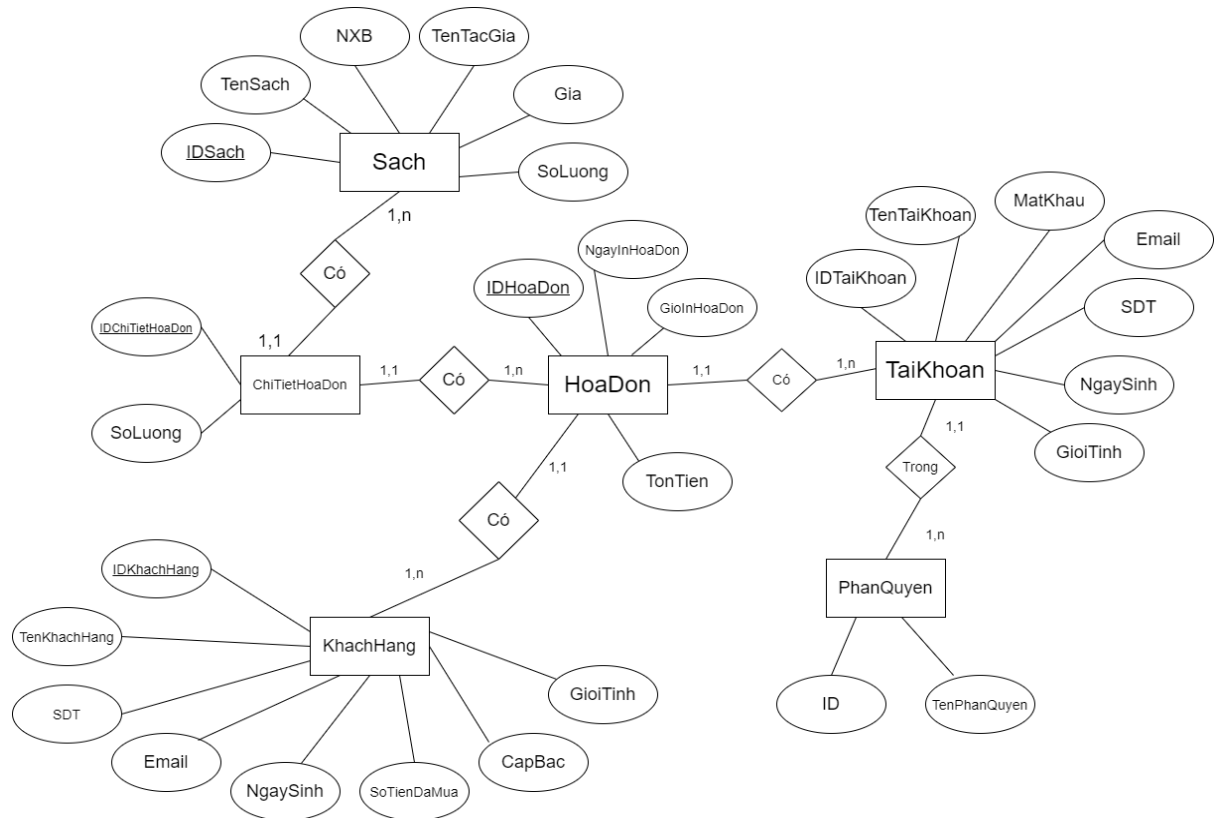 NXB
TenTacGia
TenSach
Gia
IDSach
Sach
SoLuong
1,n
Có
1,1
IDChiTietHoaDon
ChiTietHoaDon
SoLuong
1,1
Có
1,n
IDHoaDon
NgayInHoaDon
GioInHoaDon
HoaDon
TonTien
1,1
Có
1,n
TenTaiKhoan
MatKhau
Email
IDTaiKhoan
SDT
TaiKhoan
NgaySinh
GioiTinh
1,1
Trong
1,n
PhanQuyen
ID
TenPhanQuyen
1,1
Có
1,n
IDKhachHang
TenKhachHang
KhachHang
SDT
Email
NgaySinh
SoTienDaMua
CapBac
GioiTinh